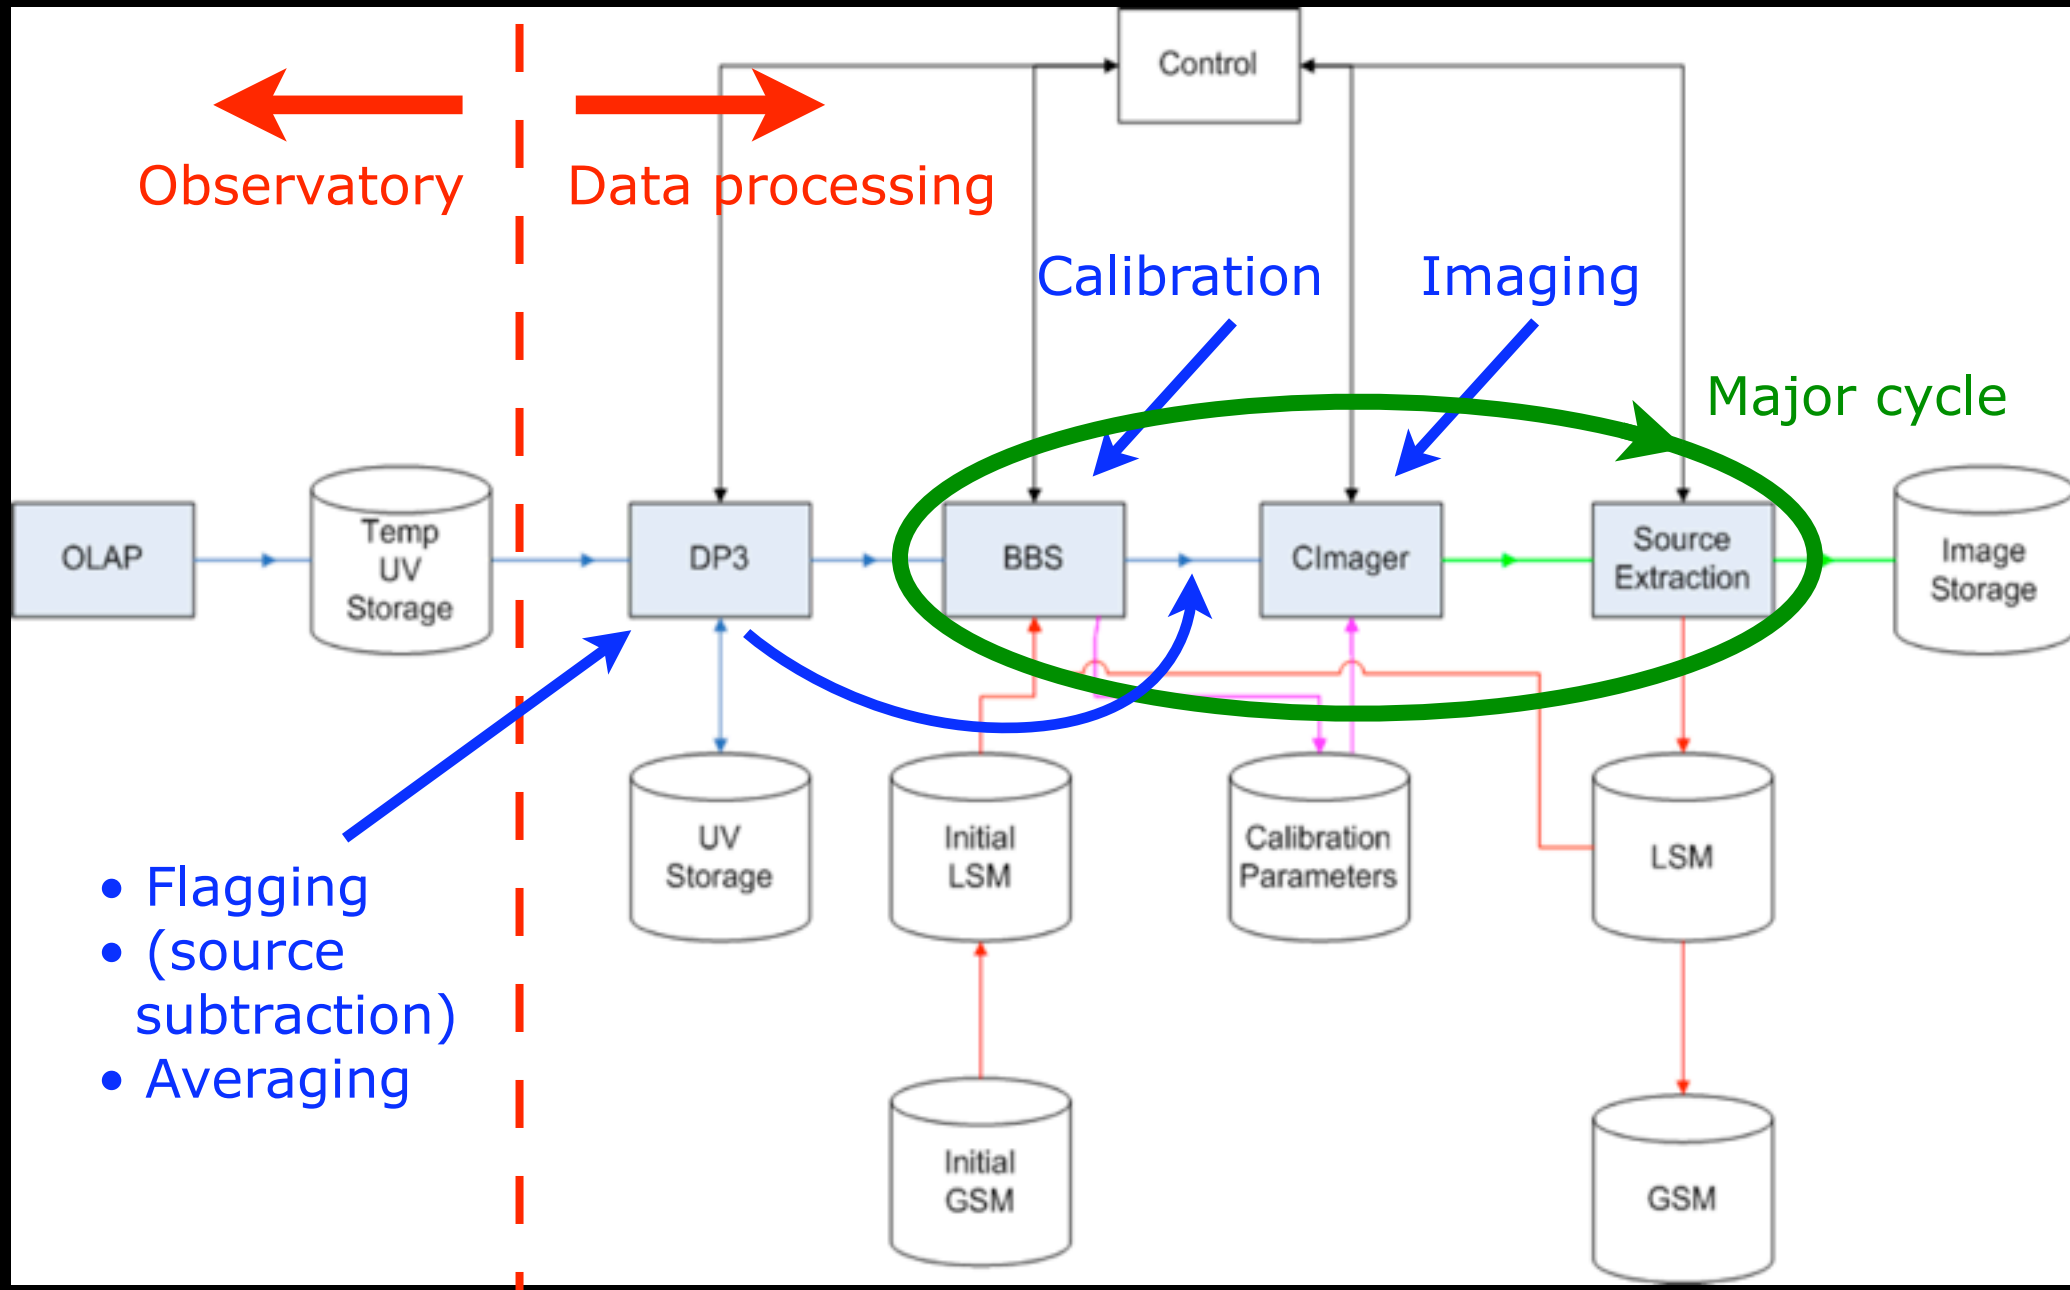 Control
Observatory
Data processing
Calibration
Imaging
Major cycle
OLAP
Temp
UV
Storage
DP3
BBS
CImager
Source
Extraction
Image
Storage
UV
Storage
Initial
LSM
Calibration
Parameters
LSM
• Flagging
• (source
subtraction)
• Averaging
Initial
GSM
GSM